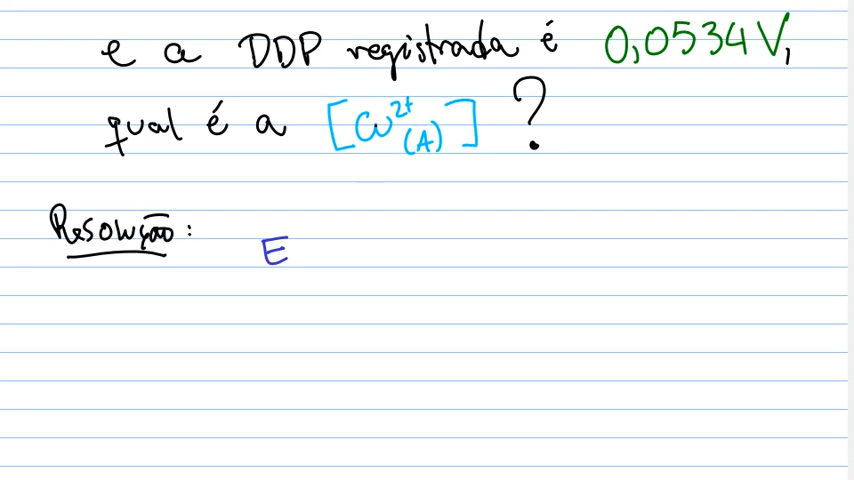 e a DDP registrada é 0,0534 V,
qual é a [Cu²⁺(A)] ?
Resolução:
E